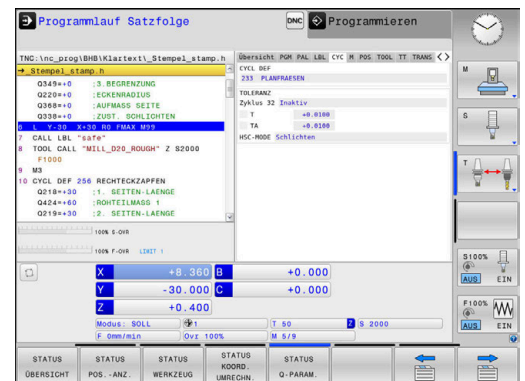 Programmlauf Satzfolge
DNC
Programmieren
TNC:\nc_prog\BHB\Klartext\_Stempel_stamp.h
→_Stempel_stamp.h
Q349=+0 ;3.BEGRENZUNG
Q220=+0 ;ECKENRADIUS
Q368=+0 ;AUFMASS SEITE
Q338=+0 ;ZUST. SCHLICHTEN
6 L Y-30 X+30 R0 FMAX M99
7 CALL LBL "safe"
8 TOOL CALL "MILL_D20_ROUGH" Z S2000
F1000
9 M3
10 CYCL DEF 256 RECHTECKZAPFEN
Q218=+30 ;1. SEITEN-LAENGE
Q424=+60 ;ROHTEILMASS 1
Q219=+30 ;2. SEITEN-LAENGE
Übersicht PGM PAL LBL CYC M POS TOOL TT TRANS
CYCL DEF
233 PLANFRAESEN
TOLERANZ
Zyklus 32 Inaktiv
T +0.0100
TA +0.0100
HSC-MODE Schlichten
100% S-OVR
100% F-OVR LIMIT 1
X +8.360 B +0.000
Y -30.000 C +0.000
Z +0.400
Modus: SOLL 1 T 50 Z S 2000
F 0mm/min Ovr 100% M 5/9
M
S
T
S100%
AUS EIN
F100%
AUS EIN
STATUS
ÜBERSICHT
STATUS
POS.-ANZ.
STATUS
WERKZEUG
STATUS
KOORD.
UMRECHN.
STATUS
Q-PARAM.